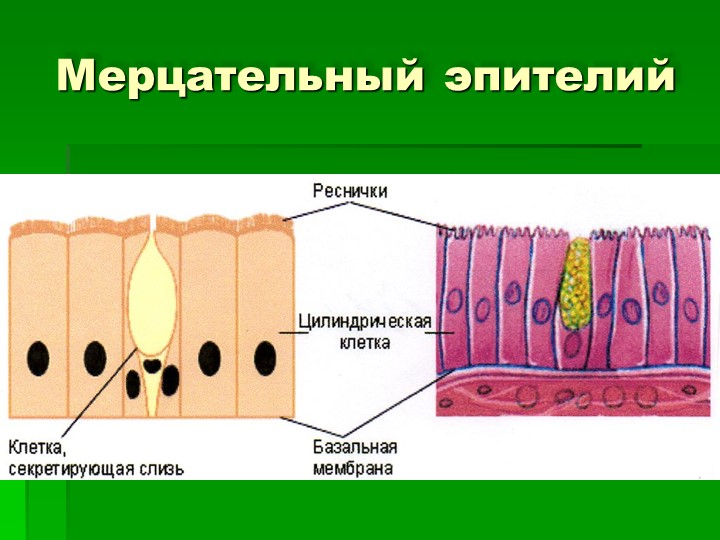 Мерцательный эпителий
Реснички
Цилиндрическая
клетка
Клетка,
секретирующая слизь
Базальная
мембрана